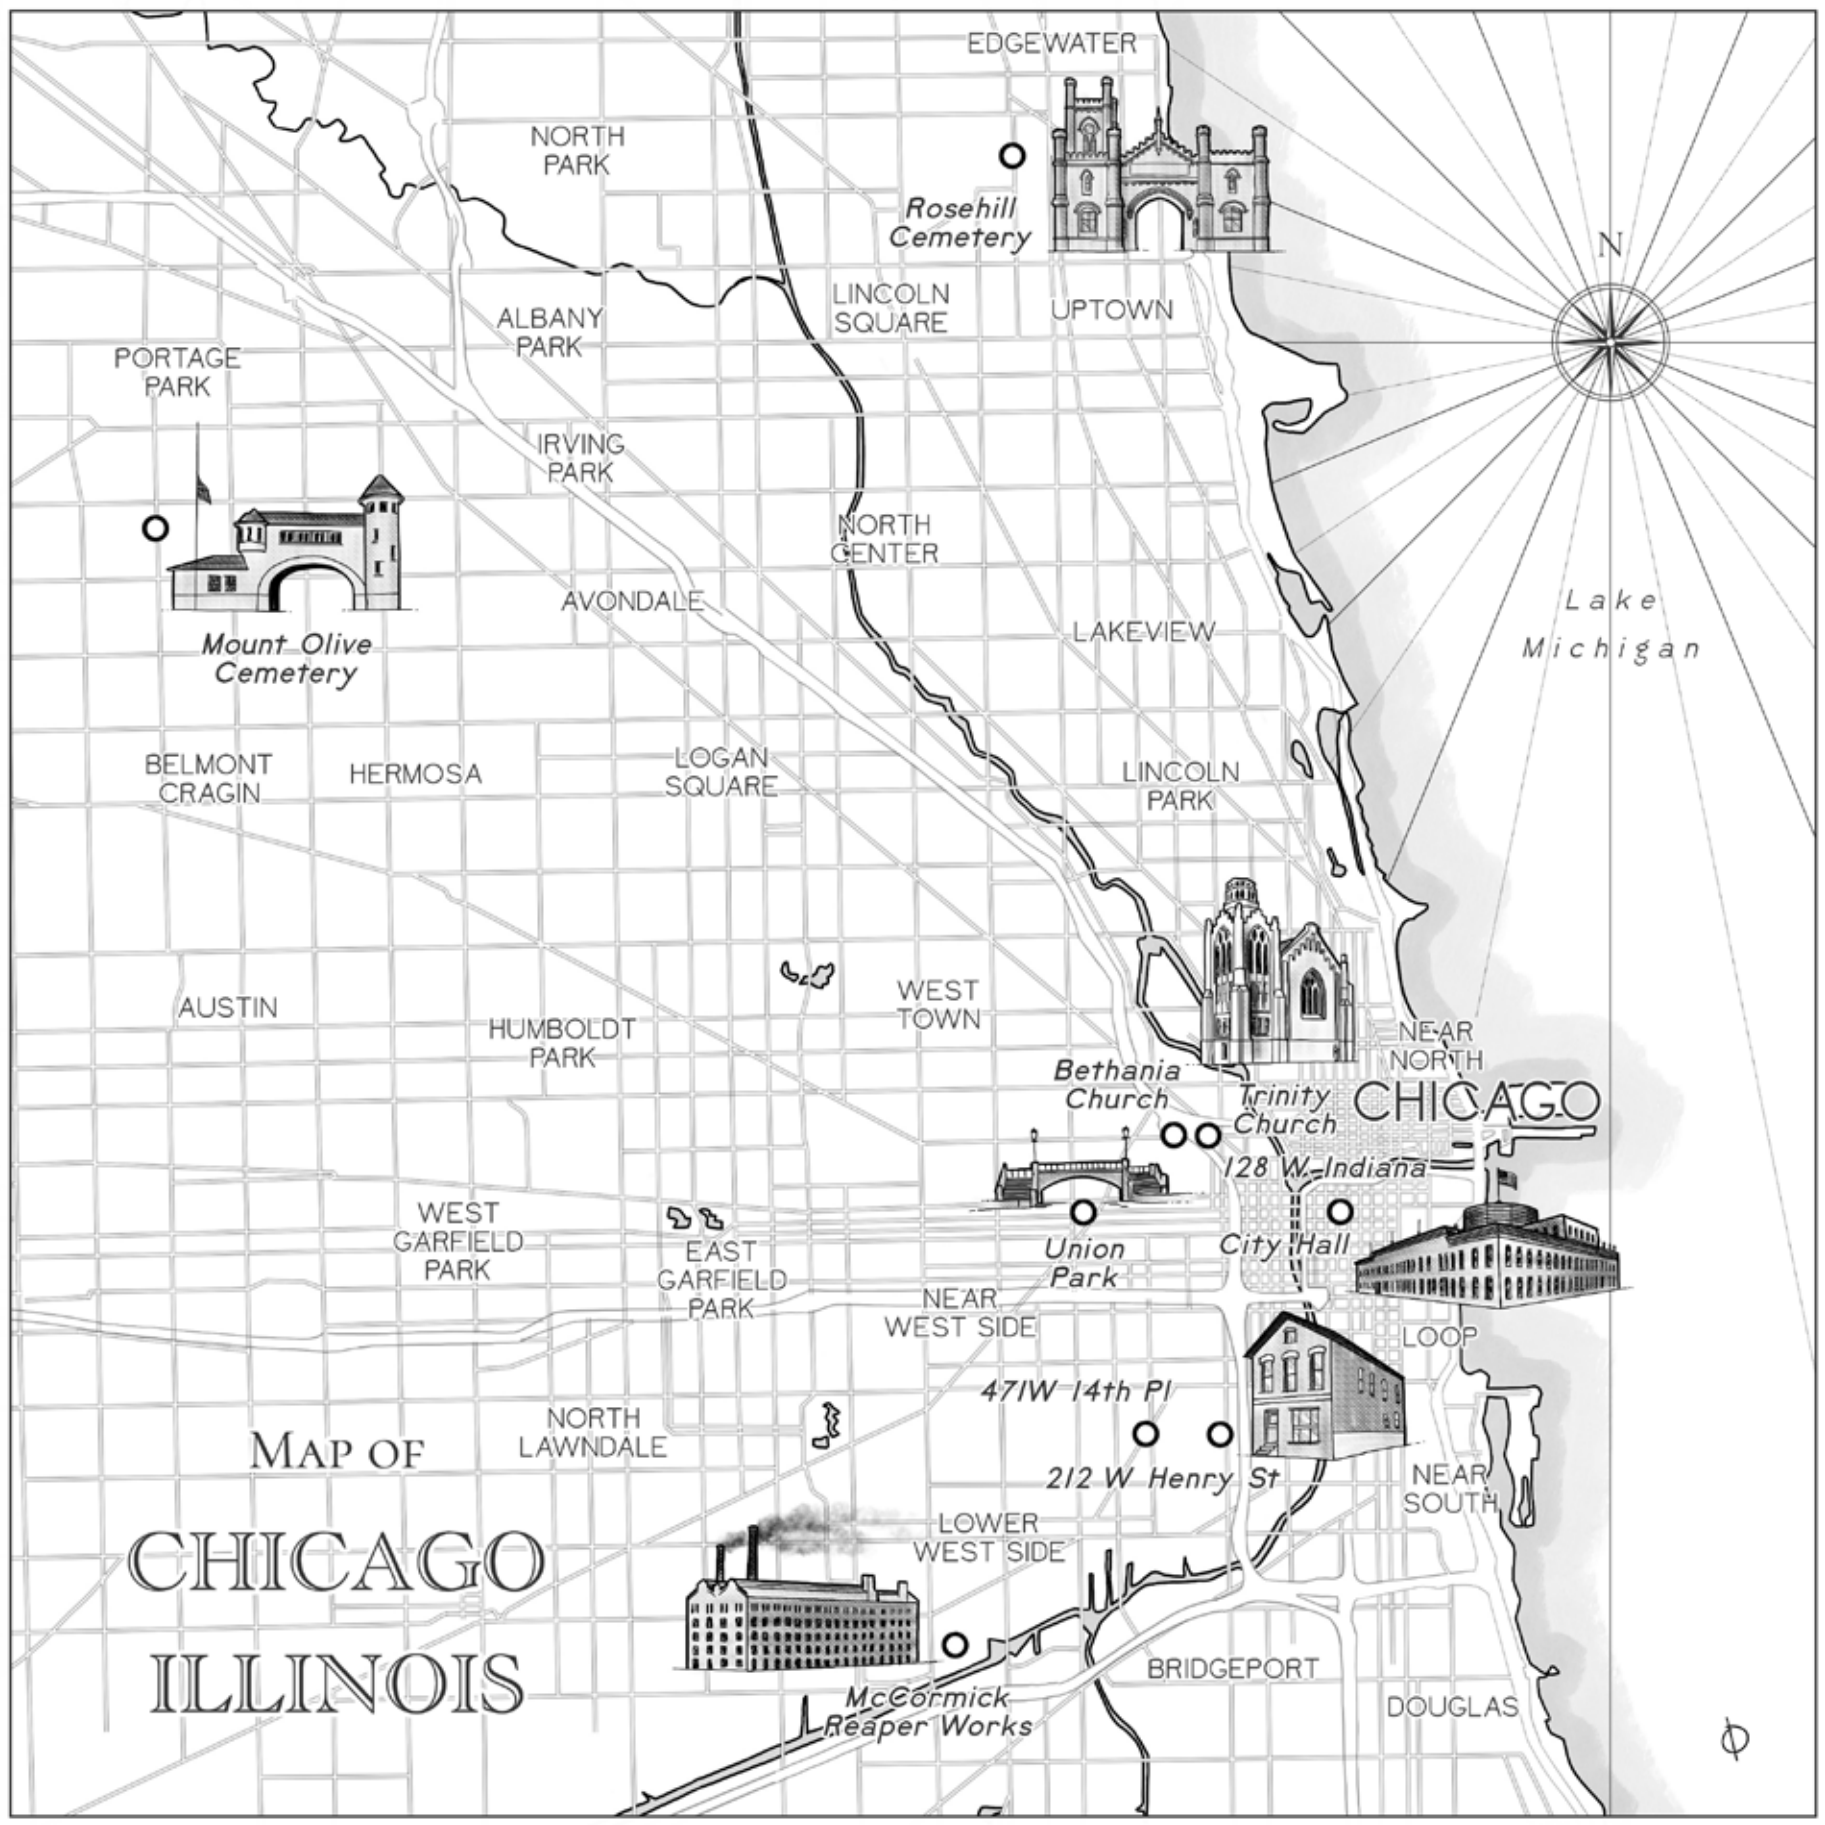 EDGEWATER
NORTH
PARK
Rosehill
Cemetery
N
LINCOLN
SQUARE
UPTOWN
ALBANY
PARK
PORTAGE
PARK
IRVING
PARK
NORTH
CENTER
AVONDALE
LAKEVIEW
Lake
Michigan
Mount Olive
Cemetery
BELMONT
CRAGIN
HERMOSA
LOGAN
SQUARE
LINCOLN
PARK
AUSTIN
HUMBOLDT
PARK
WEST
TOWN
NEAR
NORTH
CHICAGO
Bethania
Church
Trinity
Church
128 W. Indiana
WEST
GARFIELD
PARK
EAST
GARFIELD
PARK
Union
Park
City Hall
NEAR
WEST SIDE
LOOP
471W 14th Pl
NORTH
LAWNDALE
212 W Henry St
NEAR
SOUTH
MAP OF
CHICAGO
ILLINOIS
LOWER
WEST SIDE
McCormick
Reaper Works
BRIDGEPORT
DOUGLAS